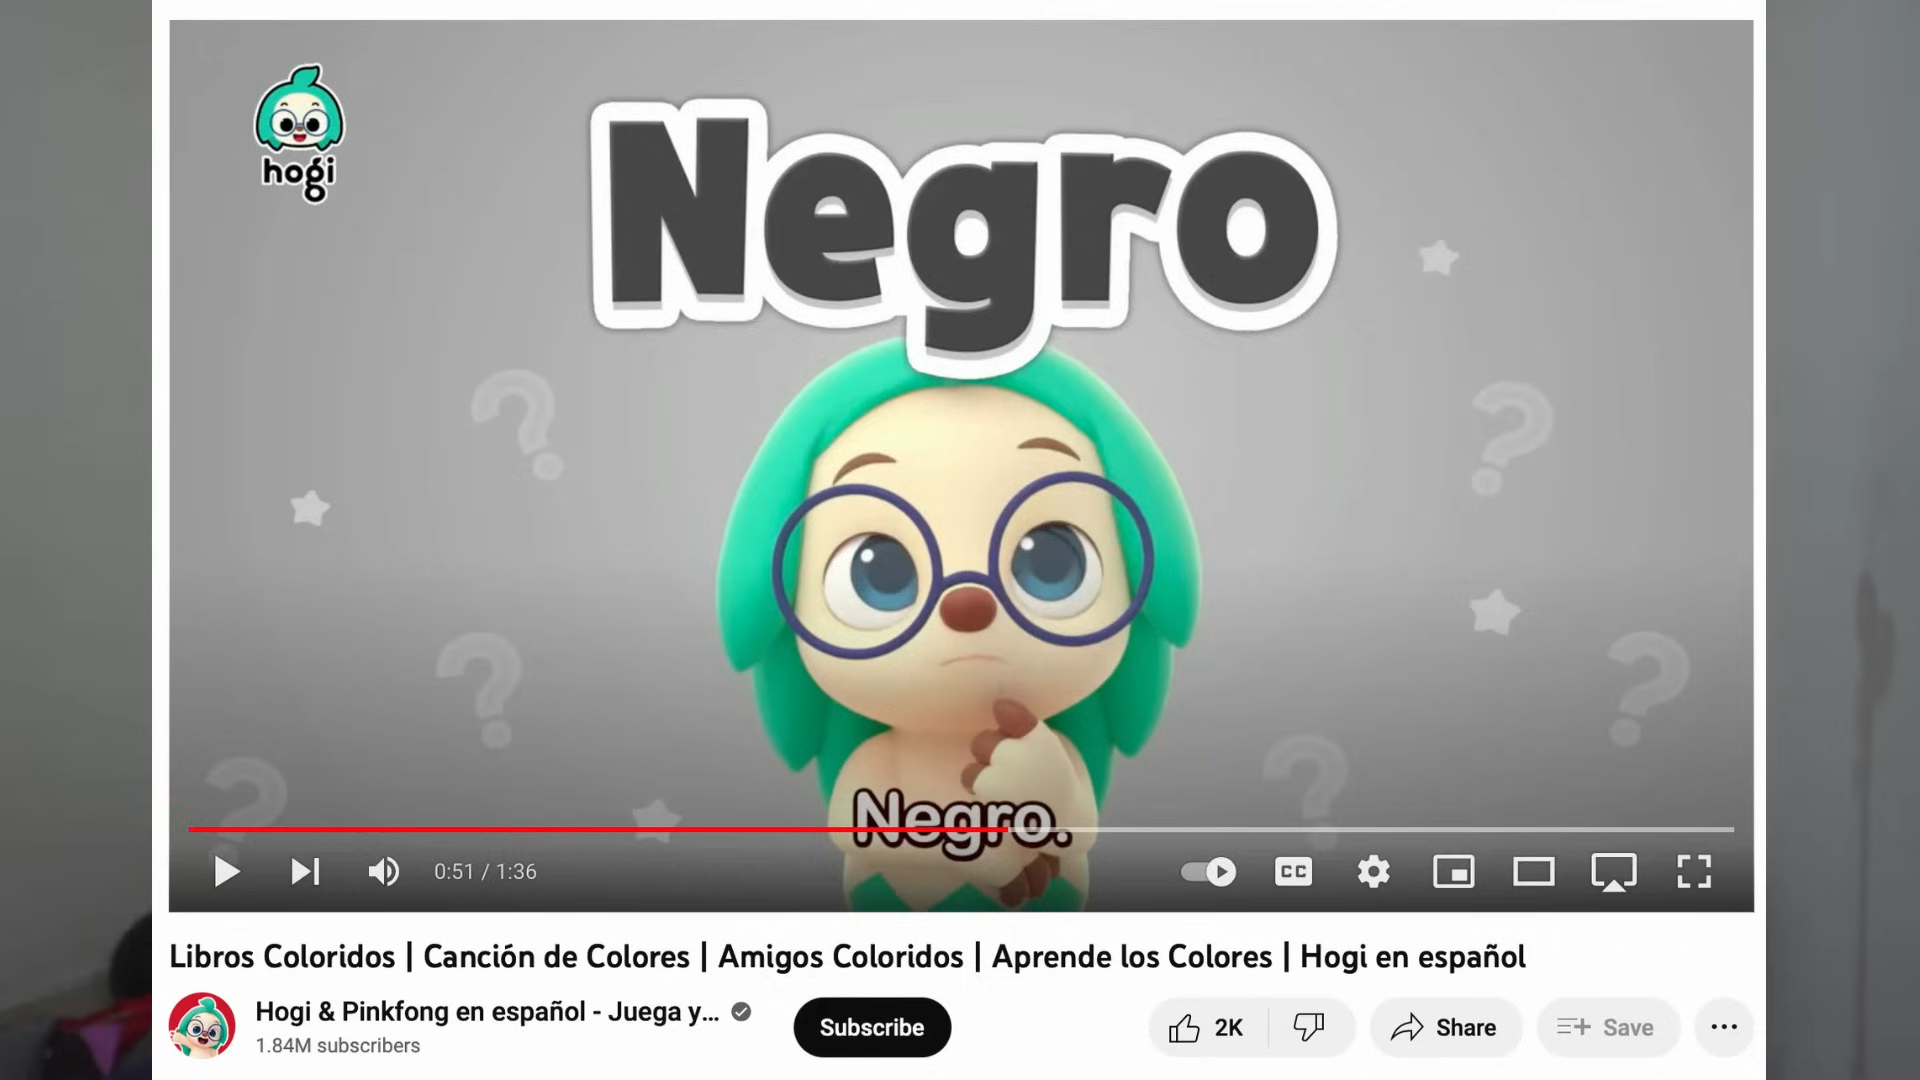 hogi
Negro
Negro.
0:51 / 1:36
CC
Libros Coloridos | Canción de Colores | Amigos Coloridos | Aprende los Colores | Hogi en español
Hogi & Pinkfong en español - Juega y...
1.84M subscribers
Subscribe
2K
Share
Save